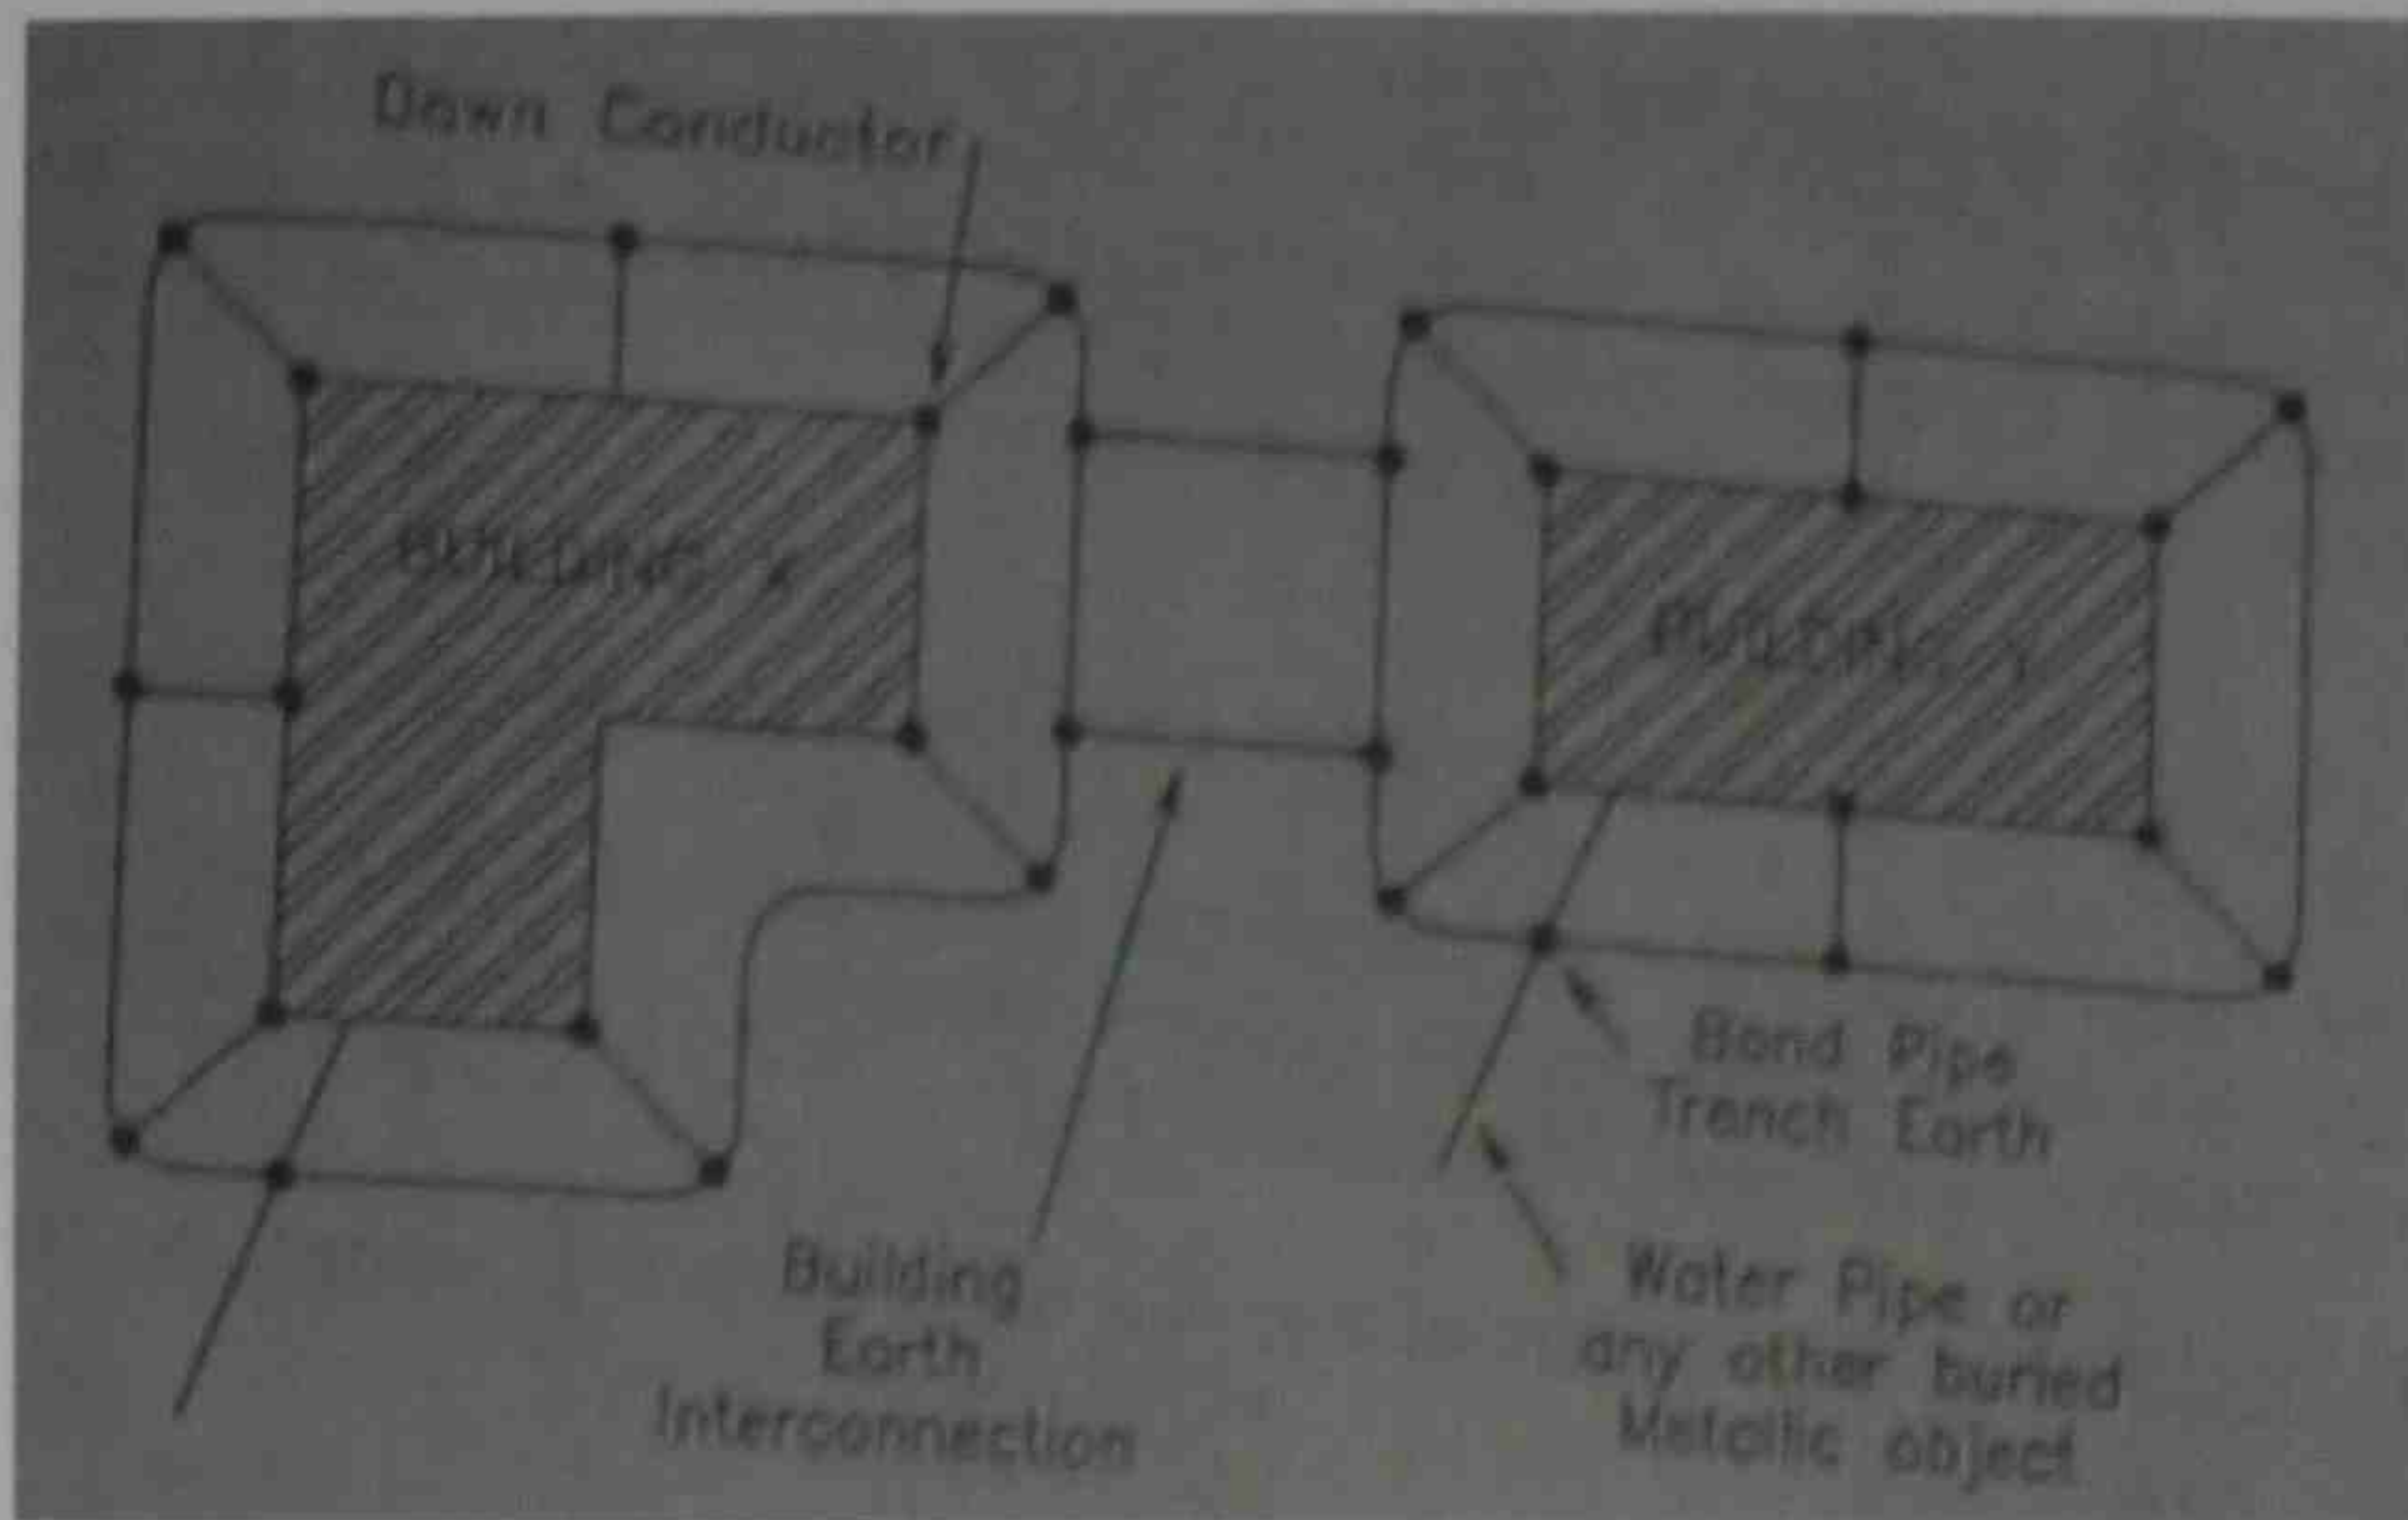 Down Conductor
Bond Pipe
Trench Earth
Building
Earth
Interconnection
Water Pipe or
any other buried
Metallic object